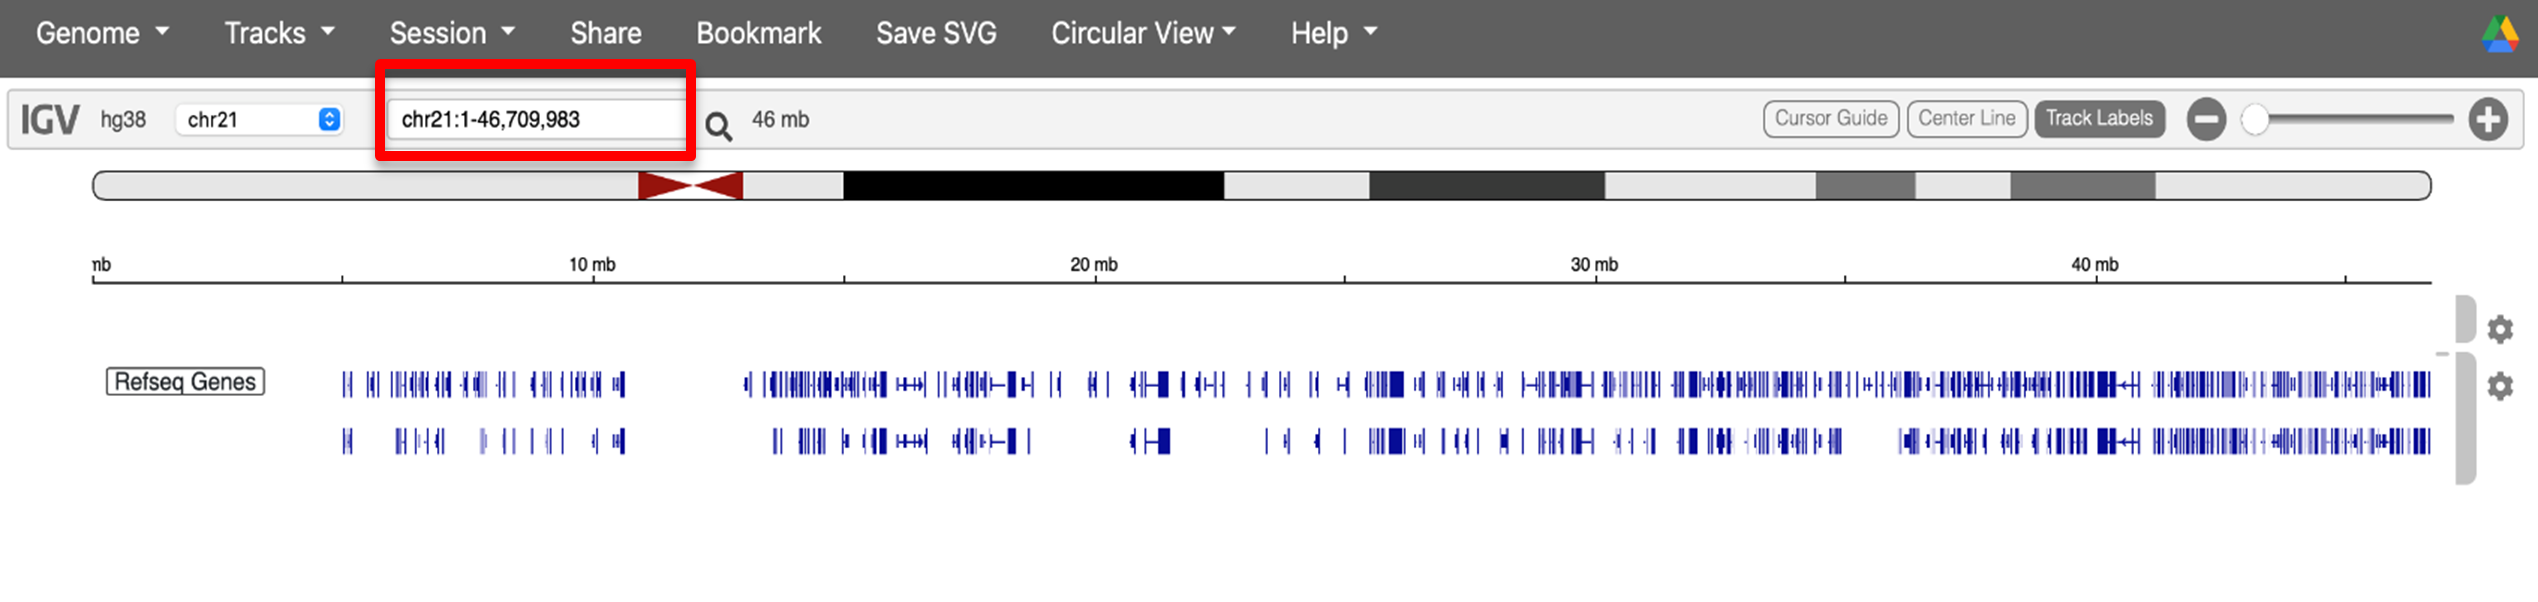 Genome Tracks Session Share Bookmark Save SVG Circular View Help
IGV hg38 chr21 chr21:1-46,709,983 46 mb Cursor Guide Center Line Track Labels
mb 10 mb 20 mb 30 mb 40 mb
Refseq Genes